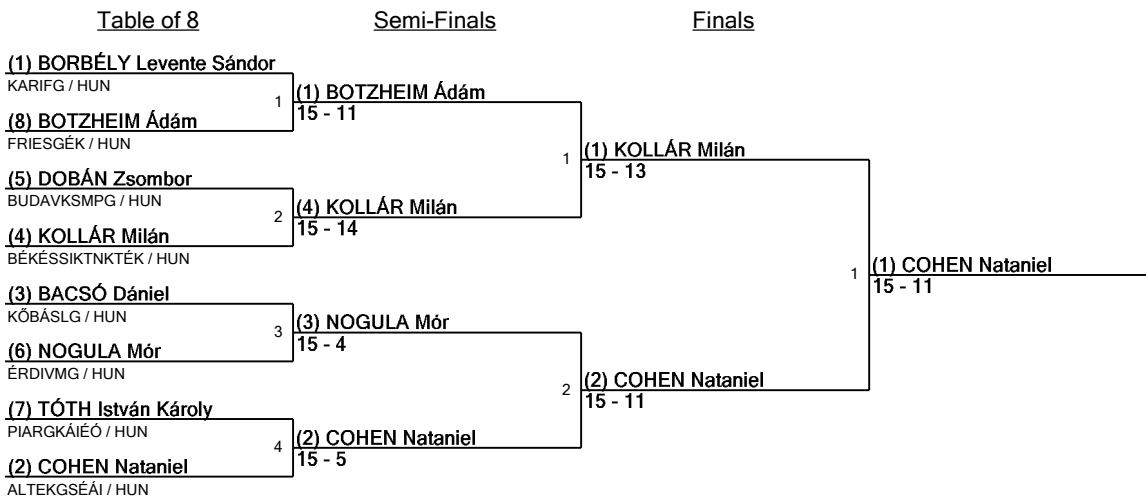 Table of 8
Semi-Finals
Finals
(1) BORBÉLY Levente Sándor
KARIFG / HUN
1
(8) BOTZHEIM Ádám
FRIESGÉK / HUN
(5) DOBÁN Zsombor
BUDAVKSMPG / HUN
2
(4) KOLLÁR Milán
BÉKÉSSIKTNKTÉK / HUN
(3) BACSÓ Dániel
KŐBÁSLG / HUN
3
(6) NOGULA Mór
ÉRDIVMG / HUN
(7) TÓTH István Károly
PIARGKÁIÉÓ / HUN
4
(2) COHEN Nataniel
ALTEKGSÉÁI / HUN
(1) BOTZHEIM Ádám
15 - 11
1
(4) KOLLÁR Milán
15 - 14
(3) NOGULA Mór
15 - 4
2
(2) COHEN Nataniel
15 - 5
(1) KOLLÁR Milán
15 - 13
1
(2) COHEN Nataniel
15 - 11
(1) COHEN Nataniel
15 - 11